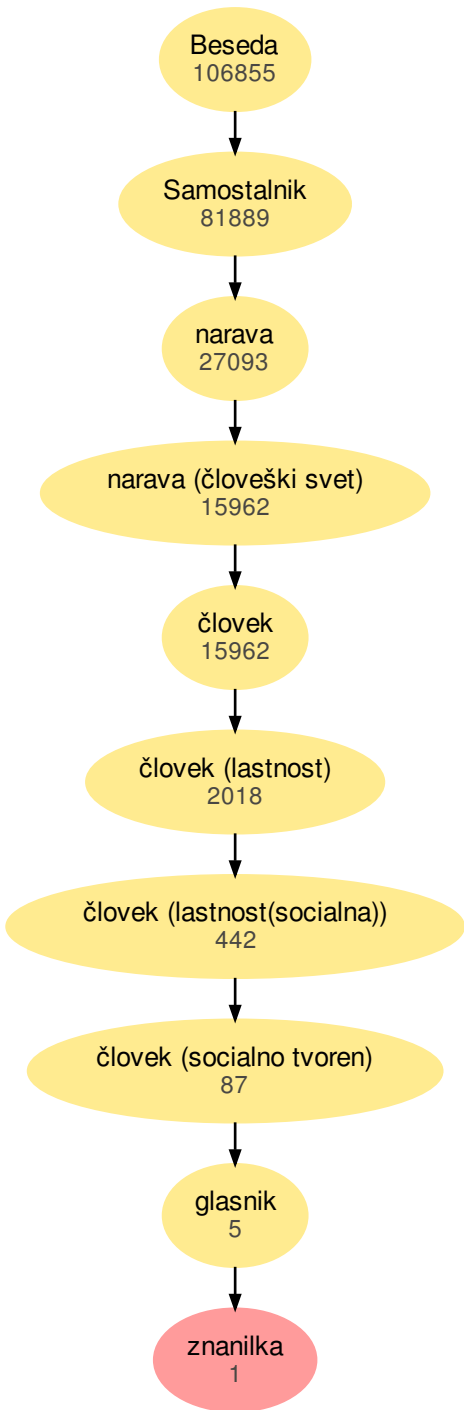 Beseda
106855
Samostalnik
81889
narava
27093
narava (človeški svet)
15962
človek
15962
človek (lastnost)
2018
človek (lastnost(socialna))
442
človek (socialno tvoren)
87
glasnik
5
znanilka
1